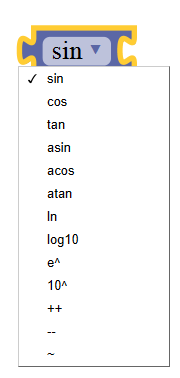 sin ▼
✓ sin
cos
tan
asin
acos
atan
ln
log10
e^
10^
++
--
~